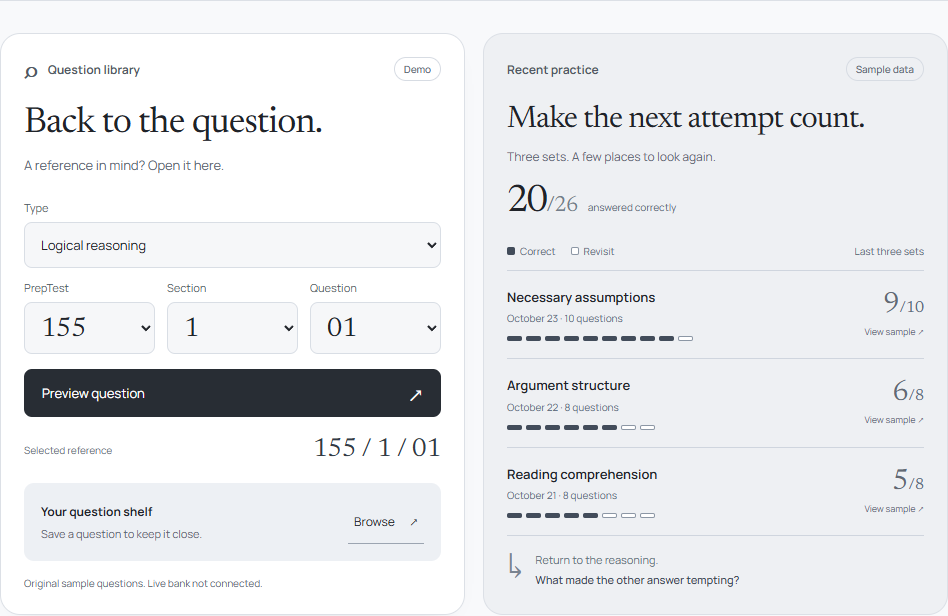 Question library
Demo
Back to the question.
A reference in mind? Open it here.
Type
Logical reasoning
PrepTest
Section
Question
155
1
01
Preview question ↗
Selected reference
155 / 1 / 01
Your question shelf
Save a question to keep it close.
Browse ↗
Original sample questions. Live bank not connected.
Recent practice
Sample data
Make the next attempt count.
Three sets. A few places to look again.
20/26 answered correctly
Correct
Revisit
Last three sets
Necessary assumptions
9/10
October 23 · 10 questions
View sample ↗
Argument structure
6/8
October 22 · 8 questions
View sample ↗
Reading comprehension
5/8
October 21 · 8 questions
View sample ↗
Return to the reasoning.
What made the other answer tempting?